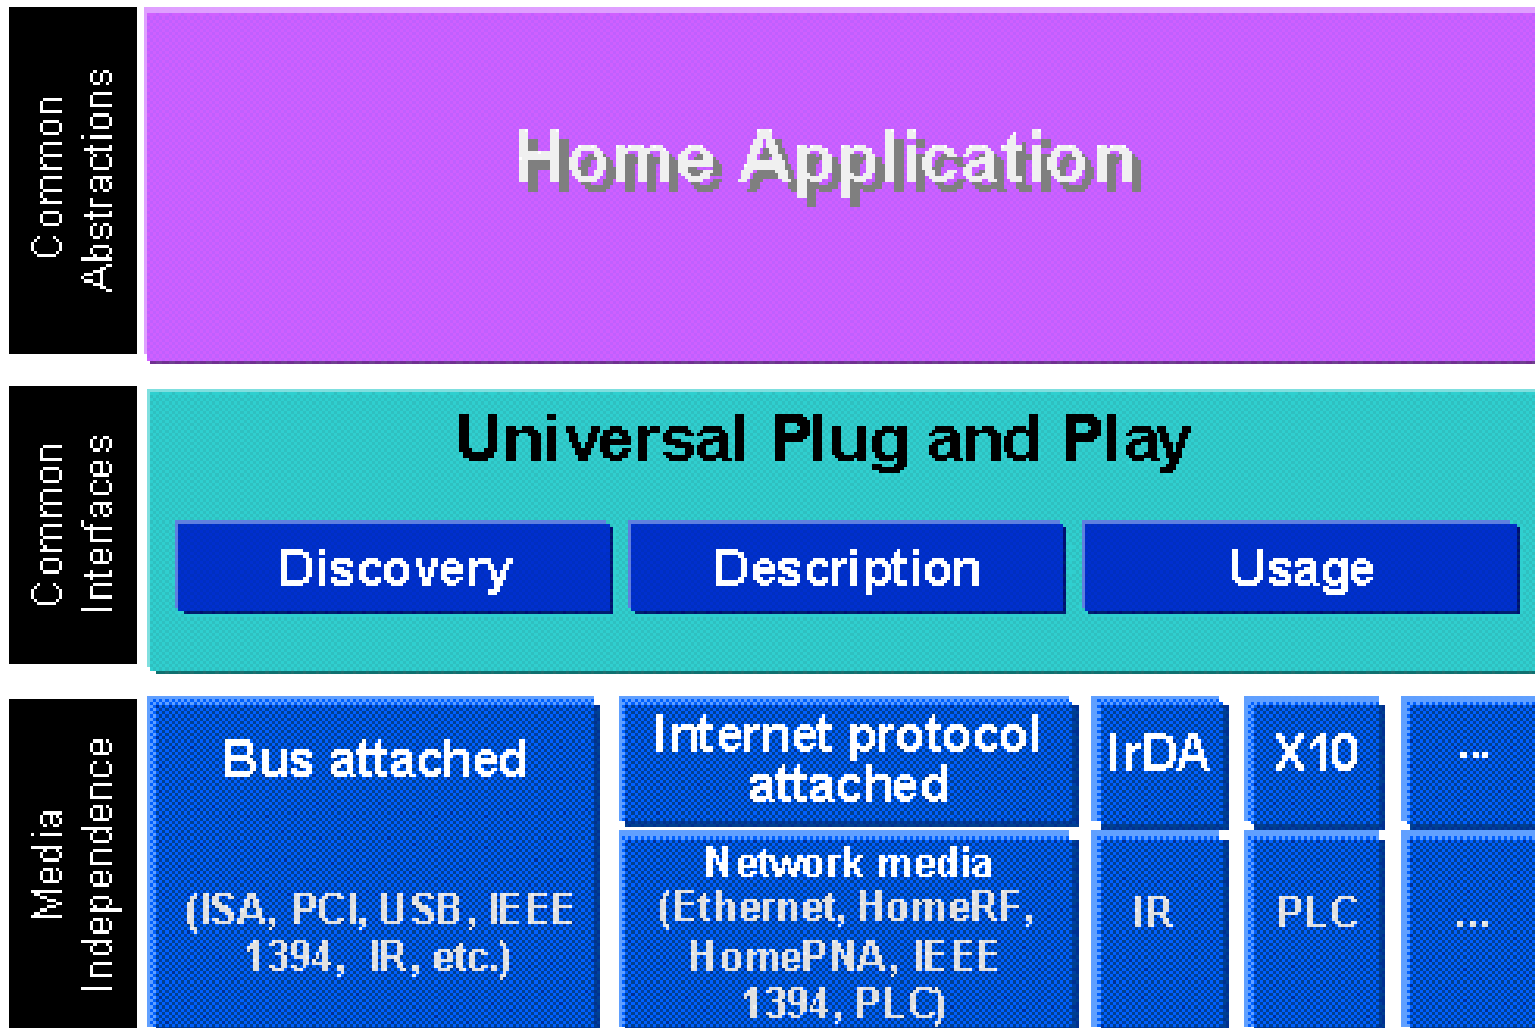 Common
Abstractions
Home Application
Common
Interfaces
Universal Plug and Play
Discovery
Description
Usage
Media
Independence
Bus attached
(ISA, PCI, USB, IEEE
1394, IR, etc.)
Internet protocol
attached
Network media
(Ethernet, HomeRF,
HomePNA, IEEE
1394, PLC)
IrDA
IR
X10
PLC
...
...